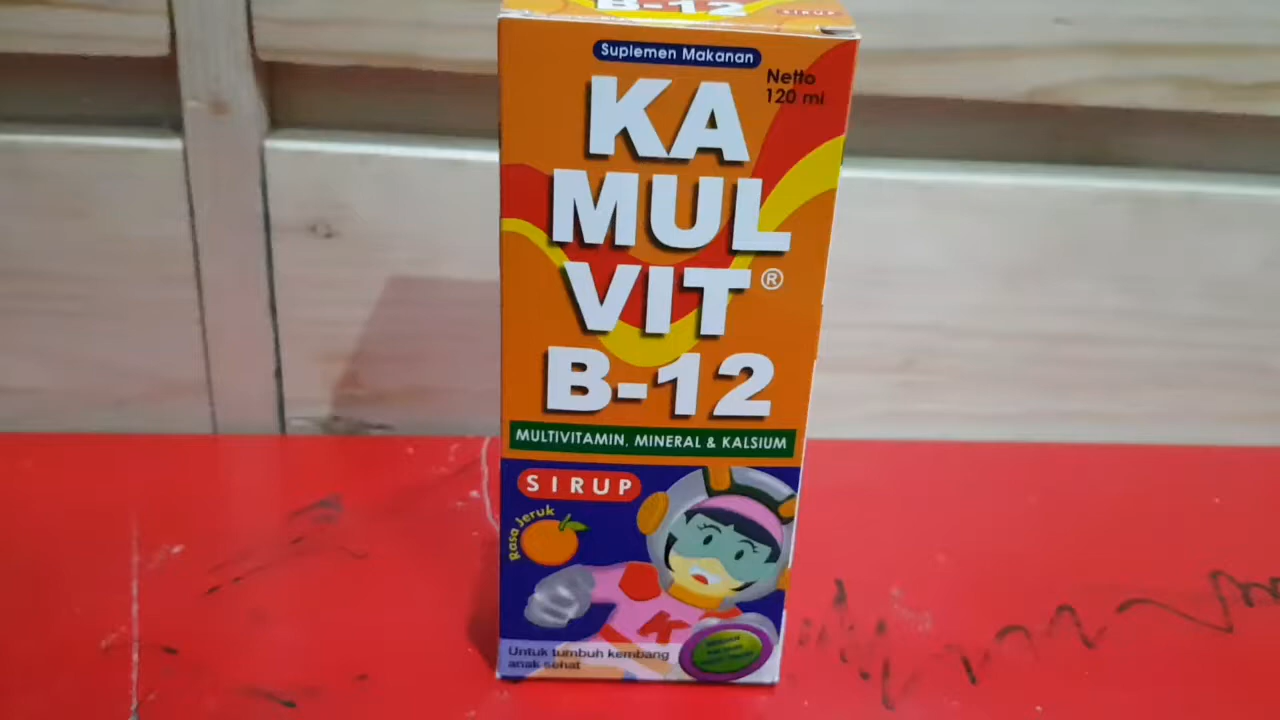 B-12
SIRUP
Suplemen Makanan
Netto
120 ml
KA
MUL
VIT®
B-12
MULTIVITAMIN, MINERAL & KALSIUM
SIRUP
Rasa Jeruk
K
Untuk tumbuh kembang
anak sehat